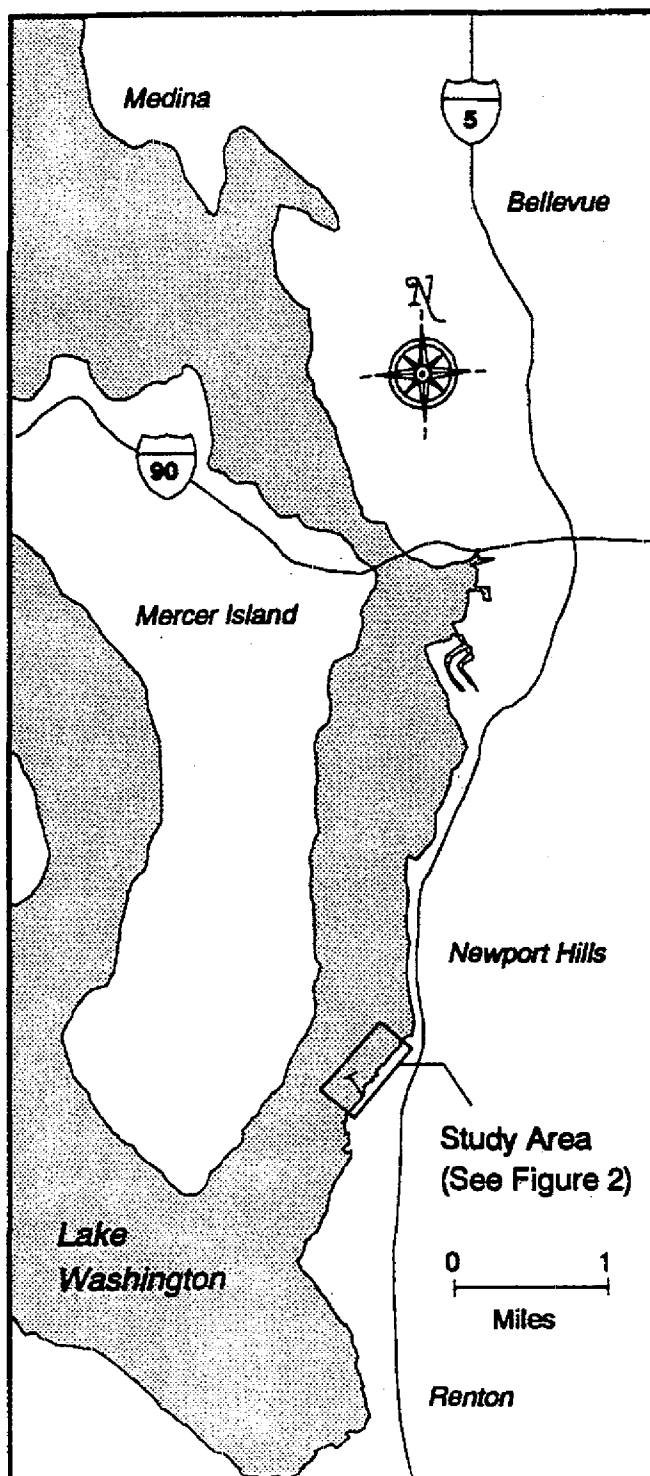 Medina
5
Bellevue
N
90
Mercer Island
Newport Hills
Study Area
(See Figure 2)
Lake
Washington
0 1
Miles
Renton